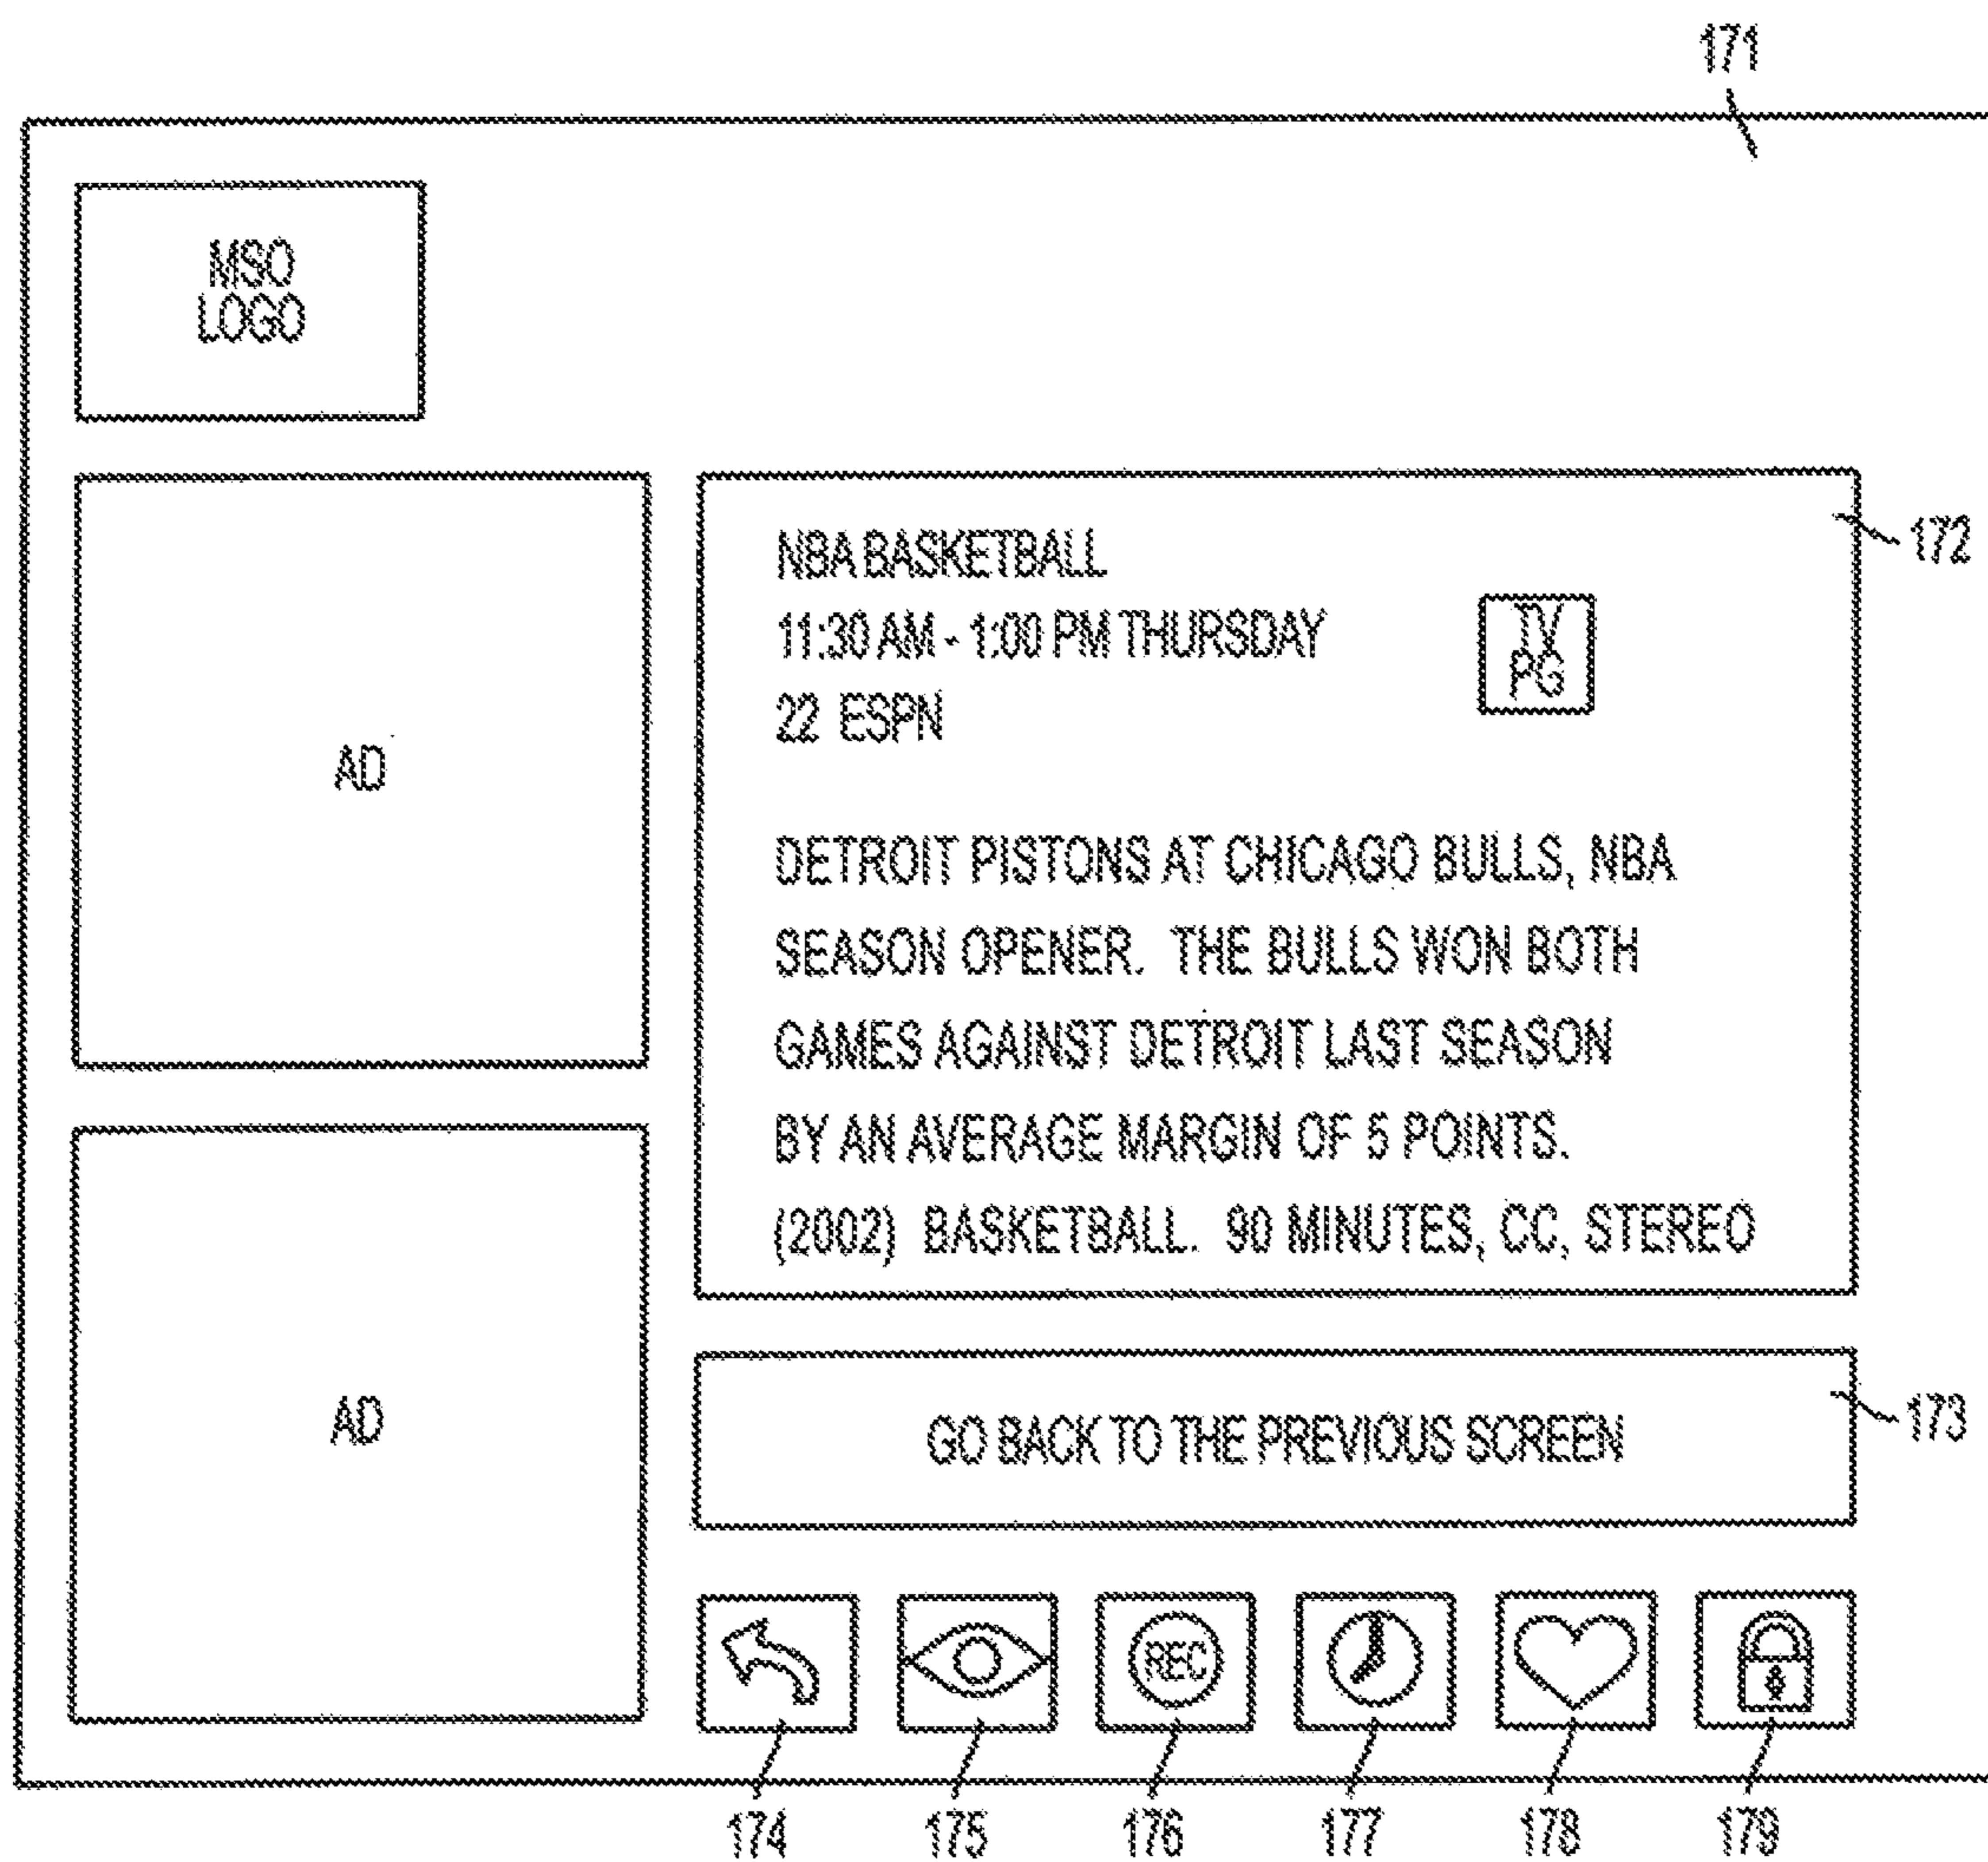 171
MSO
LOGO
AD
NBA BASKETBALL
172
11:30 AM - 1:00 PM THURSDAY
TV
PG
22 ESPN
DETROIT PISTONS AT CHICAGO BULLS, NBA
SEASON OPENER. THE BULLS WON BOTH
GAMES AGAINST DETROIT LAST SEASON
BY AN AVERAGE MARGIN OF 5 POINTS.
(2002) BASKETBALL. 90 MINUTES, CC, STEREO
AD
GO BACK TO THE PREVIOUS SCREEN
173
REC
174 175 176 177 178 179